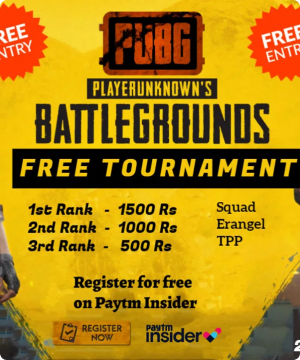 FREE
ENTRY
FREE
ENTRY
PUBG
PLAYERUNKNOWN'S
BATTLEGROUNDS
FREE TOURNAMENT
1st Rank - 1500 Rs
2nd Rank - 1000 Rs
3rd Rank - 500 Rs
Squad
Erangel
TPP
Register for free
on Paytm Insider
REGISTER
NOW
paytm
insider
2